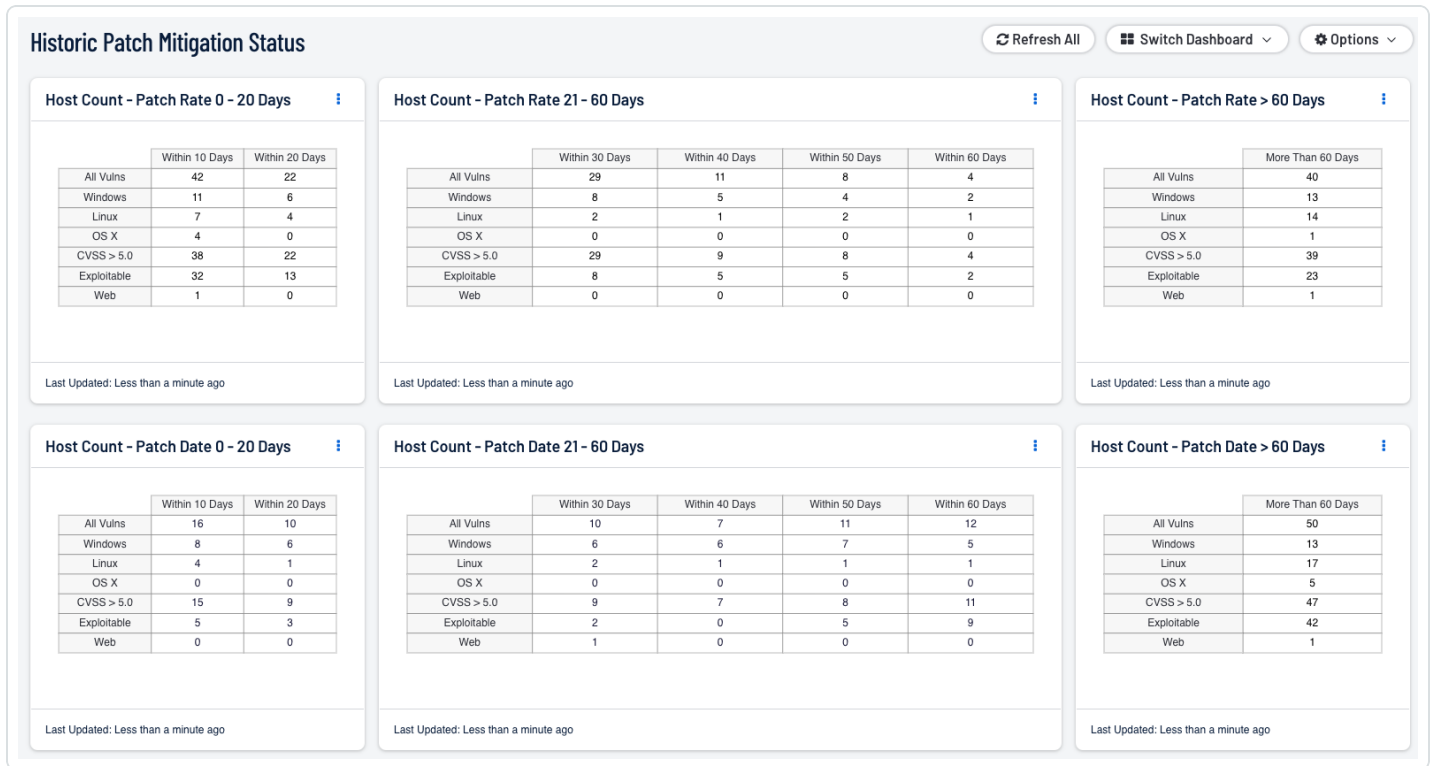 Historic Patch Mitigation Status
Refresh All
Switch Dashboard
Options
Host Count - Patch Rate 0 - 20 Days
Within 10 Days Within 20 Days
All Vulns 42 22
Windows 11 6
Linux 7 4
OS X 4 0
CVSS > 5.0 38 22
Exploitable 32 13
Web 1 0
Last Updated: Less than a minute ago
Host Count - Patch Rate 21 - 60 Days
Within 30 Days Within 40 Days Within 50 Days Within 60 Days
All Vulns 29 11 8 4
Windows 8 5 4 2
Linux 2 1 2 1
OS X 0 0 0 0
CVSS > 5.0 29 9 8 4
Exploitable 8 5 5 2
Web 0 0 0 0
Last Updated: Less than a minute ago
Host Count - Patch Rate > 60 Days
More Than 60 Days
All Vulns 40
Windows 13
Linux 14
OS X 1
CVSS > 5.0 39
Exploitable 23
Web 1
Last Updated: Less than a minute ago
Host Count - Patch Date 0 - 20 Days
Within 10 Days Within 20 Days
All Vulns 16 10
Windows 8 6
Linux 4 1
OS X 0 0
CVSS > 5.0 15 9
Exploitable 5 3
Web 0 0
Last Updated: Less than a minute ago
Host Count - Patch Date 21 - 60 Days
Within 30 Days Within 40 Days Within 50 Days Within 60 Days
All Vulns 10 7 11 12
Windows 6 6 7 5
Linux 2 1 1 1
OS X 0 0 0 0
CVSS > 5.0 9 7 8 11
Exploitable 2 0 5 9
Web 1 0 0 0
Last Updated: Less than a minute ago
Host Count - Patch Date > 60 Days
More Than 60 Days
All Vulns 50
Windows 13
Linux 17
OS X 5
CVSS > 5.0 47
Exploitable 42
Web 1
Last Updated: Less than a minute ago